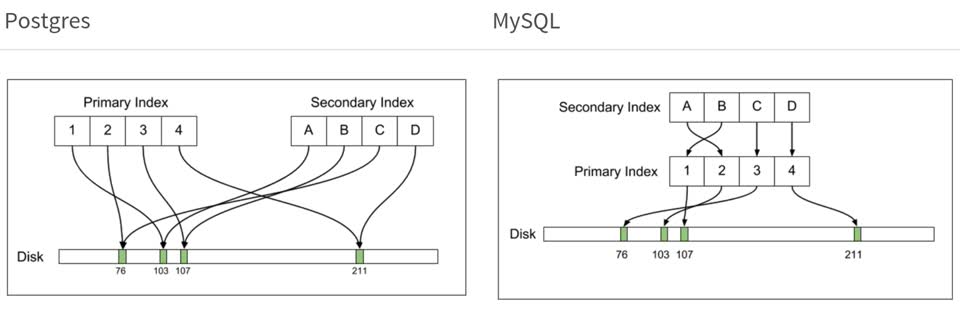 Postgres
MySQL
Primary Index
Secondary Index
1 2 3 4
A B C D
Disk
76 103 107 211
Secondary Index A B C D
Primary Index 1 2 3 4
Disk
76 103 107 211